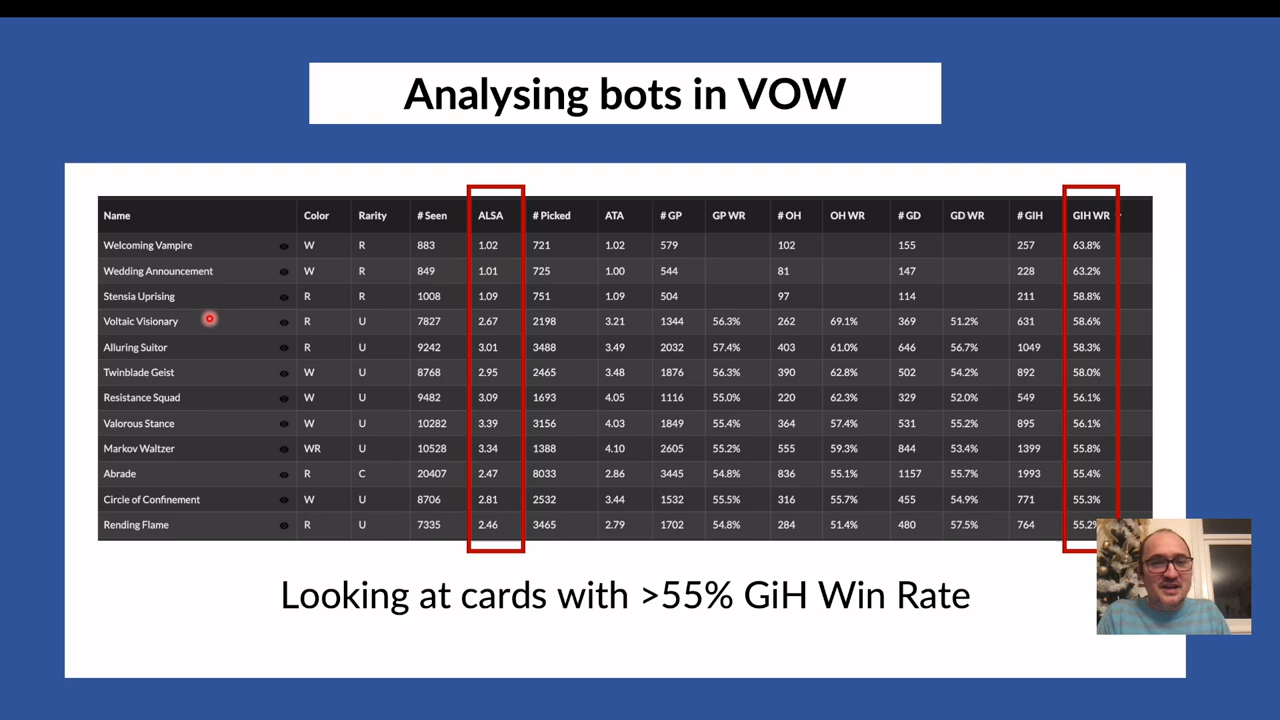 Analysing bots in VOW
Name Color Rarity # Seen ALSA # Picked ATA # GP GP WR # OH OH WR # GD GD WR # GIH GIH WR
Welcoming Vampire W R 883 1.02 721 1.02 579 102 155 257 63.8%
Wedding Announcement W R 849 1.01 725 1.00 544 81 147 228 63.2%
Stensia Uprising R R 1008 1.09 751 1.09 504 97 114 211 58.8%
Voltaic Visionary R U 7827 2.67 2198 3.21 1344 56.3% 262 69.1% 369 51.2% 631 58.6%
Alluring Suitor R U 9242 3.01 3488 3.49 2032 57.4% 403 61.0% 646 56.7% 1049 58.3%
Twinblade Geist W U 8768 2.95 2465 3.48 1876 56.3% 390 62.8% 502 54.2% 892 58.0%
Resistance Squad W U 9482 3.09 1693 4.05 1116 55.0% 220 62.3% 329 52.0% 549 56.1%
Valorous Stance W U 10282 3.39 3156 4.03 1849 55.4% 364 57.4% 531 55.2% 895 56.1%
Markov Waltzer WR U 10528 3.34 1388 4.10 2605 55.2% 555 59.3% 844 53.4% 1399 55.8%
Abrade R C 20407 2.47 8033 2.86 3445 54.8% 836 55.1% 1157 55.7% 1993 55.4%
Circle of Confinement W U 8706 2.81 2532 3.44 1532 55.5% 316 55.7% 455 54.9% 771 55.3%
Rending Flame R U 7335 2.46 3465 2.79 1702 54.8% 284 51.4% 480 57.5% 764 55.2%
Looking at cards with >55% GiH Win Rate